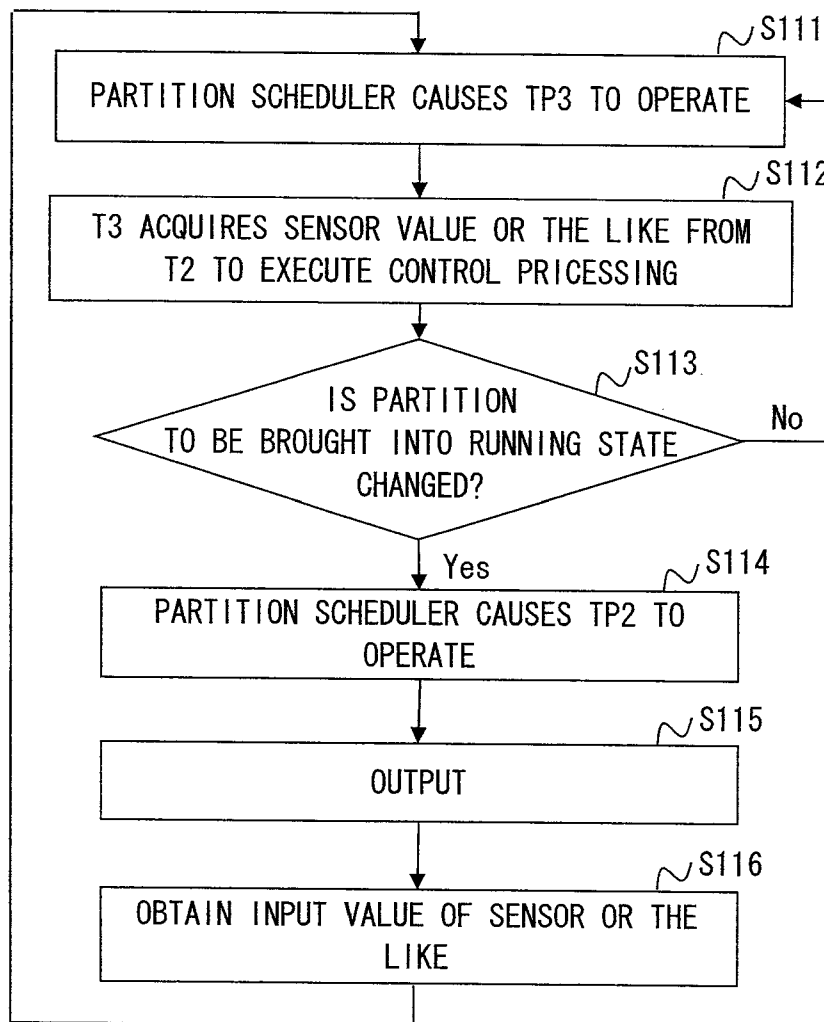 S111
PARTITION SCHEDULER CAUSES TP3 TO OPERATE
S112
T3 ACQUIRES SENSOR VALUE OR THE LIKE FROM
T2 TO EXECUTE CONTROL PRICESSING
S113
IS PARTITION
TO BE BROUGHT INTO RUNNING STATE
CHANGED?
No
Yes
S114
PARTITION SCHEDULER CAUSES TP2 TO
OPERATE
S115
OUTPUT
S116
OBTAIN INPUT VALUE OF SENSOR OR THE
LIKE